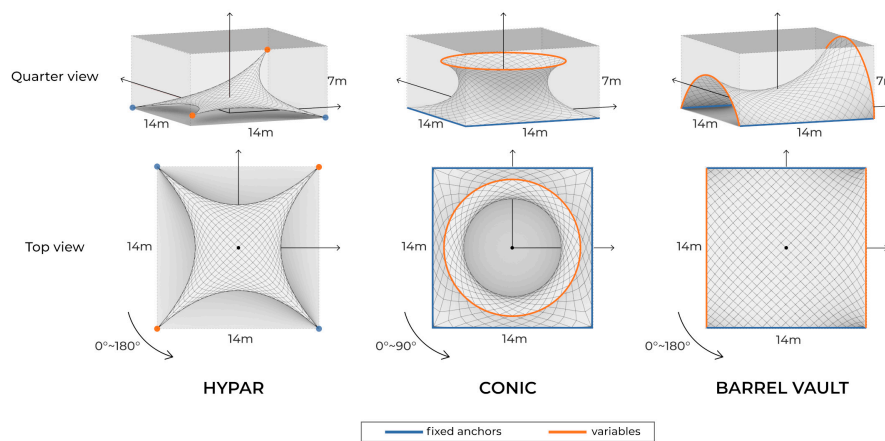 Quarter view
7m
14m
14m
7m
14m
14m
7m
14m
14m
Top view
14m
14m
0°~180°
14m
14m
0°~90°
14m
14m
0°~180°
HYPAR
CONIC
BARREL VAULT
fixed anchors
variables